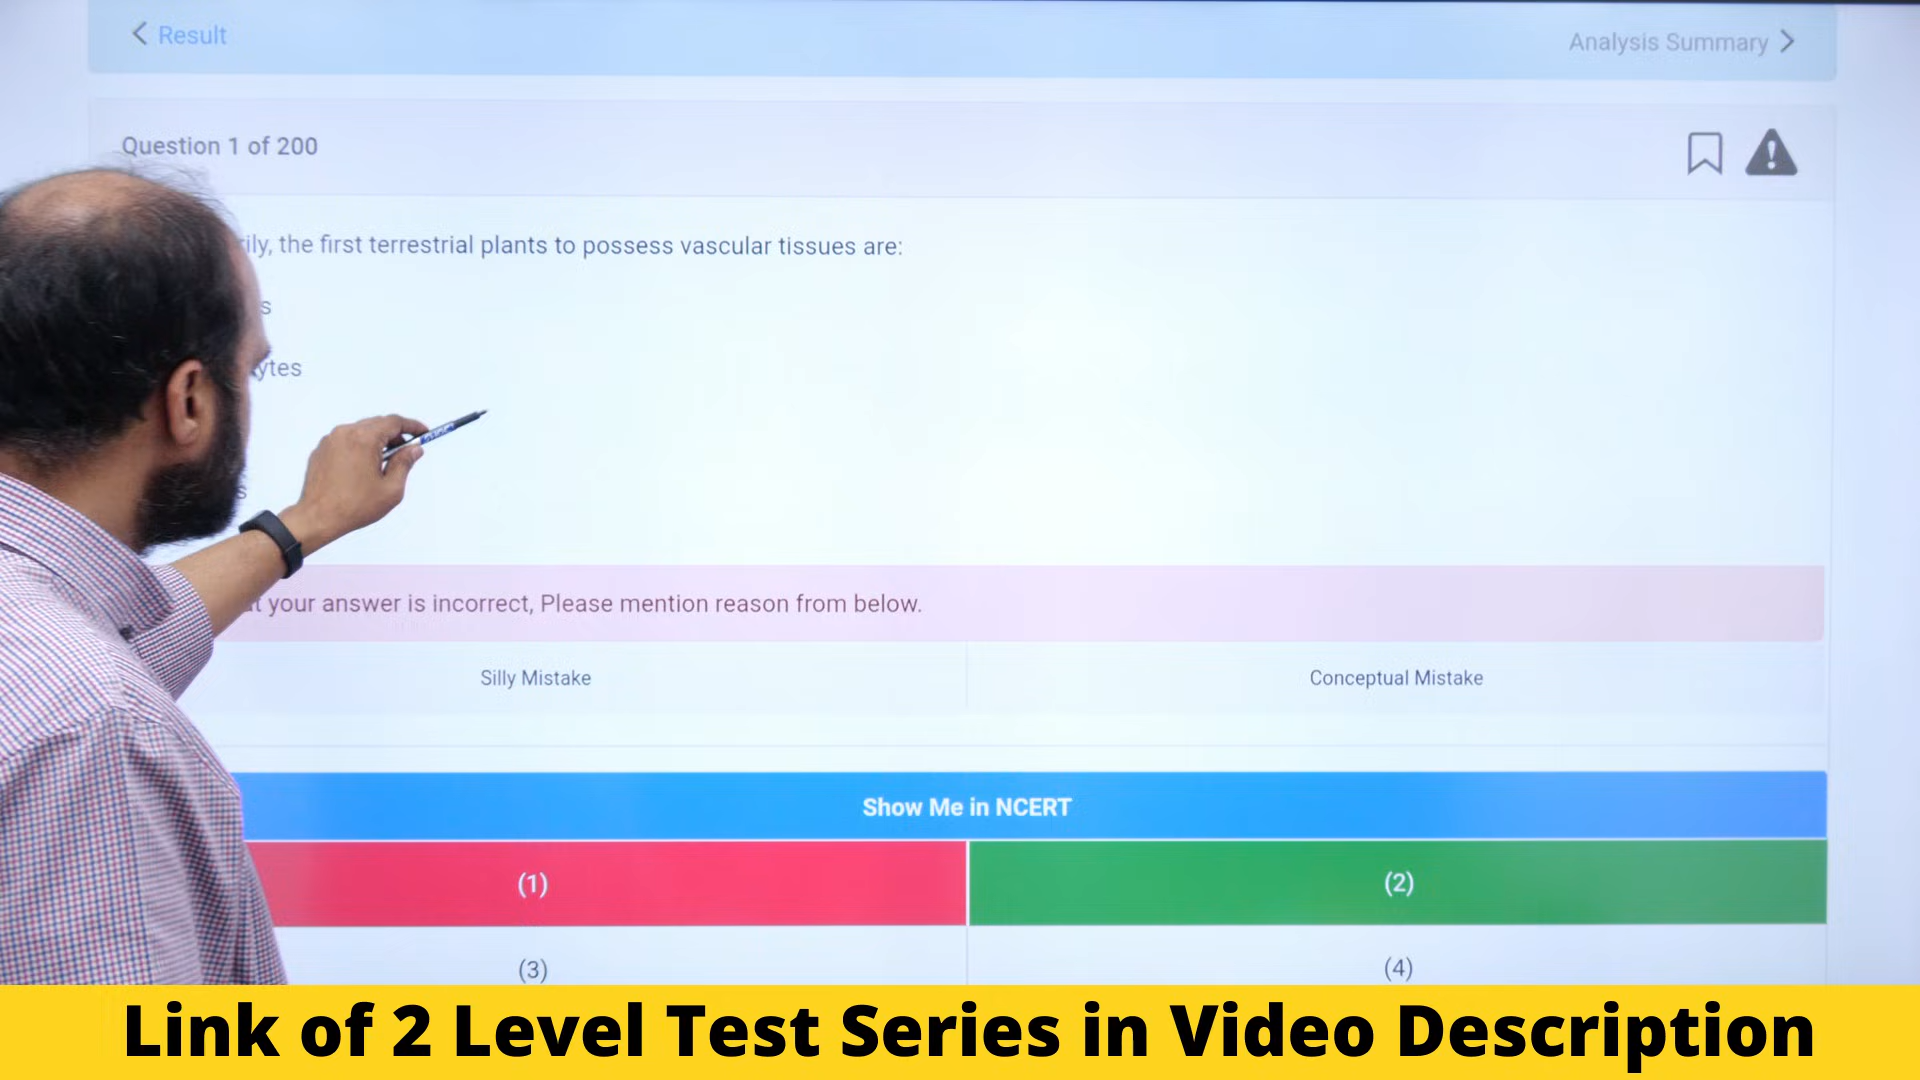 Result
Analysis Summary
Question 1 of 200
the first terrestrial plants to possess vascular tissues are:
your answer is incorrect, Please mention reason from below.
Silly Mistake
Conceptual Mistake
Show Me in NCERT
(1)
(2)
(3)
(4)
Link of 2 Level Test Series in Video Description